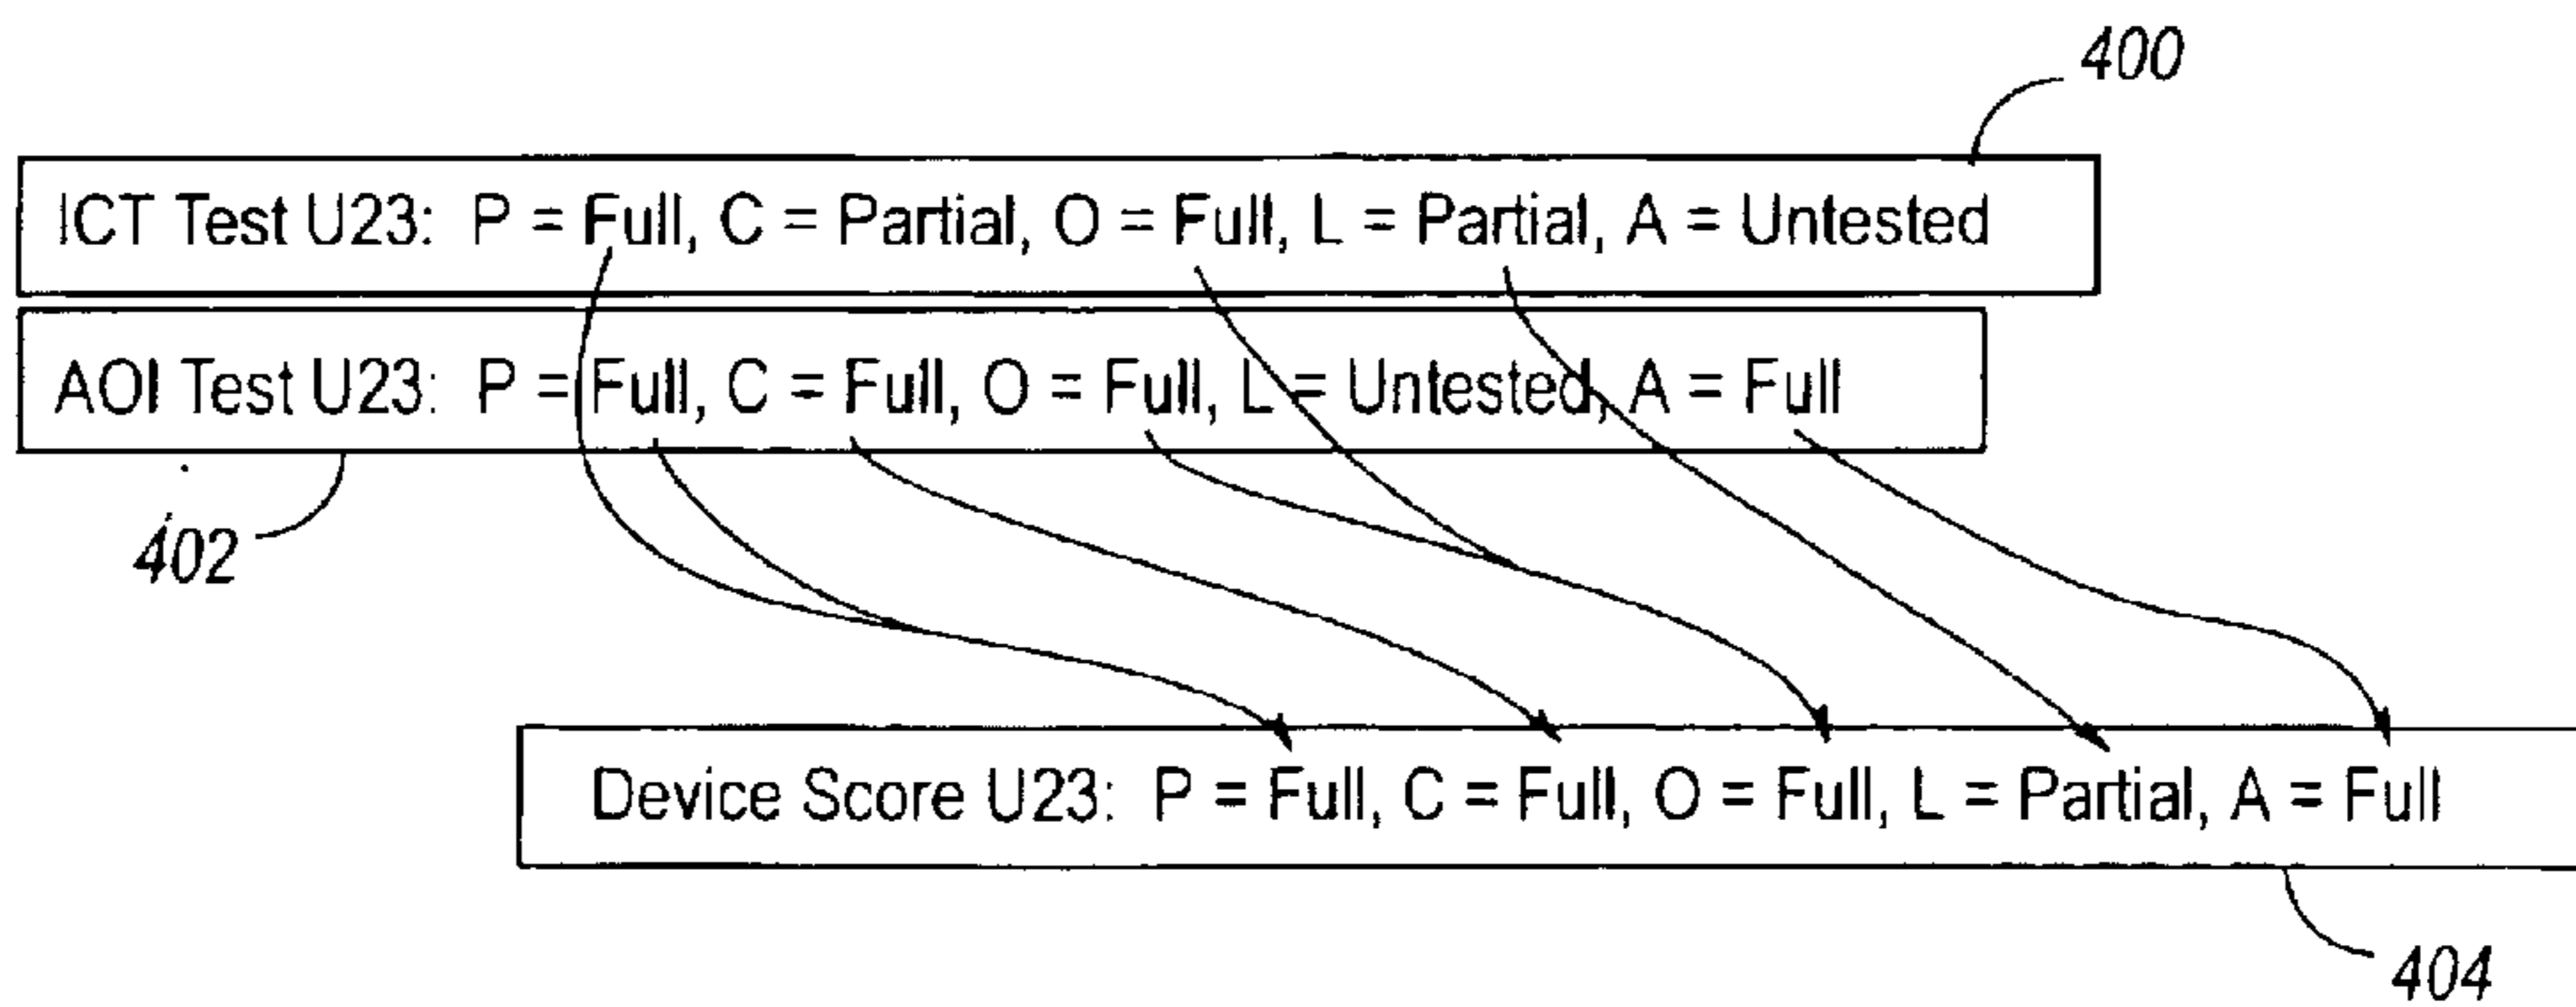 400
ICT Test U23: P = Full, C = Partial, O = Full, L = Partial, A = Untested
AOI Test U23: P = Full, C = Full, O = Full, L = Untested, A = Full
402
Device Score U23: P = Full, C = Full, O = Full, L = Partial, A = Full
404